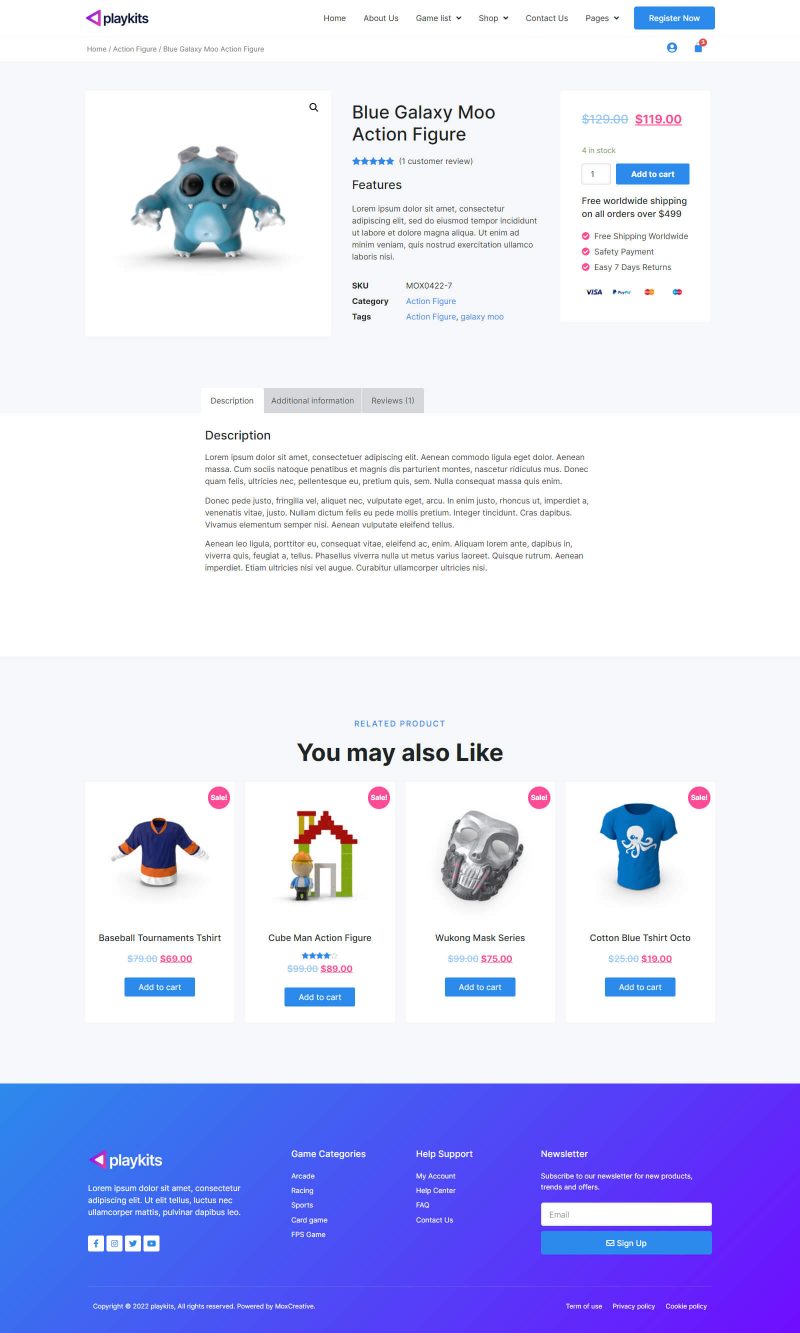 playkits
Home About Us Game list Shop Contact Us Pages Register Now
Home / Action Figure / Blue Galaxy Moo Action Figure
Blue Galaxy Moo
Action Figure
(1 customer review)
Features
Lorem ipsum dolor sit amet, consectetur
adipiscing elit, sed do eiusmod tempor incididunt
ut labore et dolore magna aliqua. Ut enim ad
minim veniam, quis nostrud exercitation ullamco
laboris nisi.
SKU MOX0422-7
Category Action Figure
Tags Action Figure, galaxy moo
$129.00 $119.00
4 in stock
1 Add to cart
Free worldwide shipping
on all orders over $499
Free Shipping Worldwide
Safety Payment
Easy 7 Days Returns
VISA PayPal
Description Additional information Reviews (1)
Description
Lorem ipsum dolor sit amet, consectetuer adipiscing elit. Aenean commodo ligula eget dolor. Aenean
massa. Cum sociis natoque penatibus et magnis dis parturient montes, nascetur ridiculus mus. Donec
quam felis, ultricies nec, pellentesque eu, pretium quis, sem. Nulla consequat massa quis enim.
Donec pede justo, fringilla vel, aliquet nec, vulputate eget, arcu. In enim justo, rhoncus ut, imperdiet a,
venenatis vitae, justo. Nullam dictum felis eu pede mollis pretium. Integer tincidunt. Cras dapibus.
Vivamus elementum semper nisi. Aenean vulputate eleifend tellus.
Aenean leo ligula, porttitor eu, consequat vitae, eleifend ac, enim. Aliquam lorem ante, dapibus in,
viverra quis, feugiat a, tellus. Phasellus viverra nulla ut metus varius laoreet. Quisque rutrum. Aenean
imperdiet. Etiam ultricies nisi vel augue. Curabitur ullamcorper ultricies nisi.
RELATED PRODUCT
You may also Like
Sale! Sale! Sale! Sale!
Baseball Tournaments Tshirt
$79.00 $69.00
Add to cart
Cube Man Action Figure
$99.00 $89.00
Add to cart
Wukong Mask Series
$99.00 $75.00
Add to cart
Cotton Blue Tshirt Octo
$25.00 $19.00
Add to cart
playkits
Lorem ipsum dolor sit amet, consectetur
adipiscing elit. Ut elit tellus, luctus nec
ullamcorper mattis, pulvinar dapibus leo.
Game Categories
Arcade
Racing
Sports
Card game
FPS Game
Help Support
My Account
Help Center
FAQ
Contact Us
Newsletter
Subscribe to our newsletter for new products,
trends and offers.
Email
Sign Up
Copyright © 2022 playkits, All rights reserved. Powered by MoxCreative.
Term of use Privacy policy Cookie policy